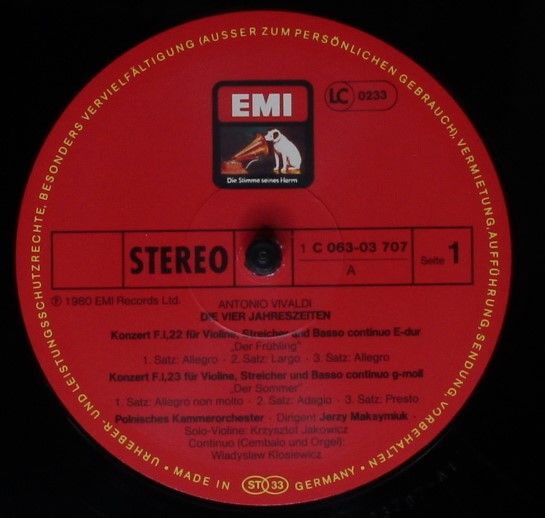 URHEBER- UND LEISTUNGSSCHUTZRECHTE, BESONDERS VERVIELFÄLTIGUNG (AUSSER ZUM PERSÖNLICHEN GEBRAUCH), VERMIETUNG, AUFFÜHRUNG, SENDUNG, VORBEHALTEN • MADE IN ST 33 GERMANY •
EMI
LC 0233
Die Stimme seines Herrn
STEREO
1 C 063-03 707
A
Seite 1
℗ 1980 EMI Records Ltd.
ANTONIO VIVALDI
DIE VIER JAHRESZEITEN
Konzert F.I,22 für Violine, Streicher und Basso continuo E-dur
„Der Frühling"
1. Satz: Allegro · 2. Satz: Largo · 3. Satz: Allegro
Konzert F.I,23 für Violine, Streicher und Basso continuo g-moll
„Der Sommer"
1. Satz: Allegro non molto · 2. Satz: Adagio · 3. Satz: Presto
Polnisches Kammerorchester · Dirigent Jerzy Maksymiuk
Solo-Violine: Krzysztof Jakowicz
Continuo (Cembalo und Orgel):
Wladyslaw Klosiewicz